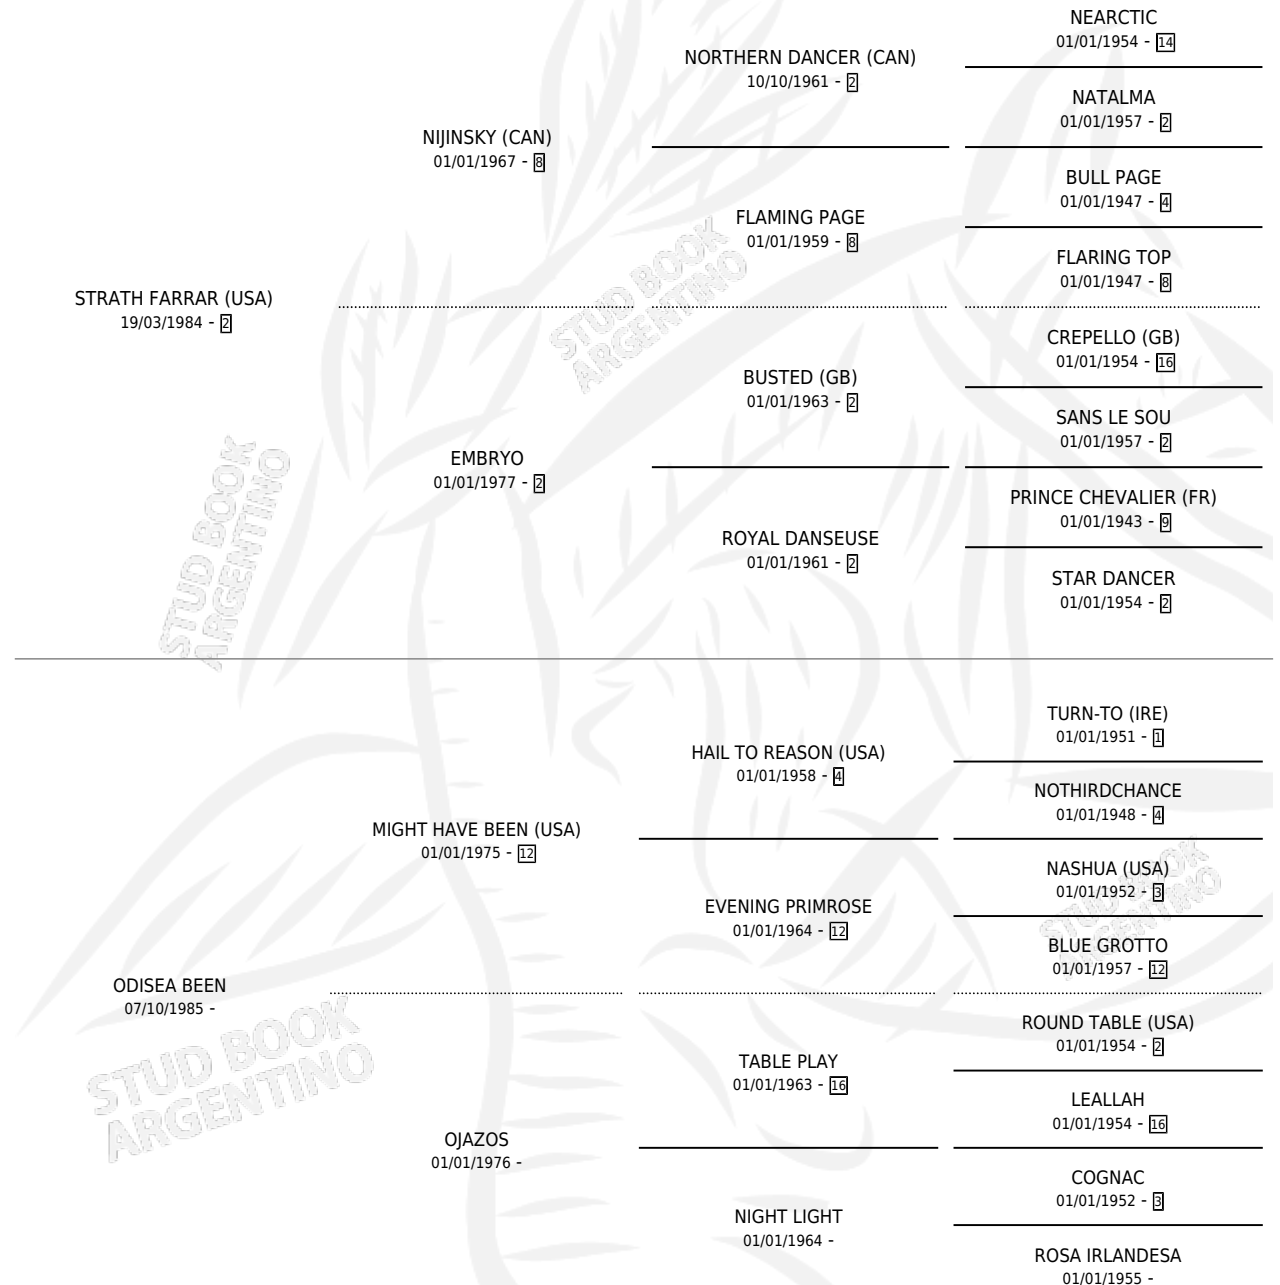 NEARCTIC
01/01/1954 - 14
NORTHERN DANCER (CAN)
10/10/1961 - 2
NATALMA
01/01/1957 - 2
NIJINSKY (CAN)
01/01/1967 - 8
BULL PAGE
01/01/1947 - 4
FLAMING PAGE
01/01/1959 - 8
FLARING TOP
01/01/1947 - 8
STRATH FARRAR (USA)
19/03/1984 - 2
CREPELLO (GB)
01/01/1954 - 16
BUSTED (GB)
01/01/1963 - 2
SANS LE SOU
01/01/1957 - 2
EMBRYO
01/01/1977 - 2
PRINCE CHEVALIER (FR)
01/01/1943 - 9
ROYAL DANSEUSE
01/01/1961 - 2
STAR DANCER
01/01/1954 - 2
TURN-TO (IRE)
01/01/1951 - 1
HAIL TO REASON (USA)
01/01/1958 - 4
NOTHIRDCHANCE
01/01/1948 - 4
MIGHT HAVE BEEN (USA)
01/01/1975 - 12
NASHUA (USA)
01/01/1952 - 3
EVENING PRIMROSE
01/01/1964 - 12
BLUE GROTTO
01/01/1957 - 12
ODISEA BEEN
07/10/1985 -
ROUND TABLE (USA)
01/01/1954 - 2
TABLE PLAY
01/01/1963 - 16
LEALLAH
01/01/1954 - 16
OJAZOS
01/01/1976 -
COGNAC
01/01/1952 - 3
NIGHT LIGHT
01/01/1964 -
ROSA IRLANDESA
01/01/1955 -
STUD BOOK
ARGENTINO
STUD BOOK
ARGENTINO
STUD BOOK
ARGENTINO
STUD BOOK
ARGENTINO